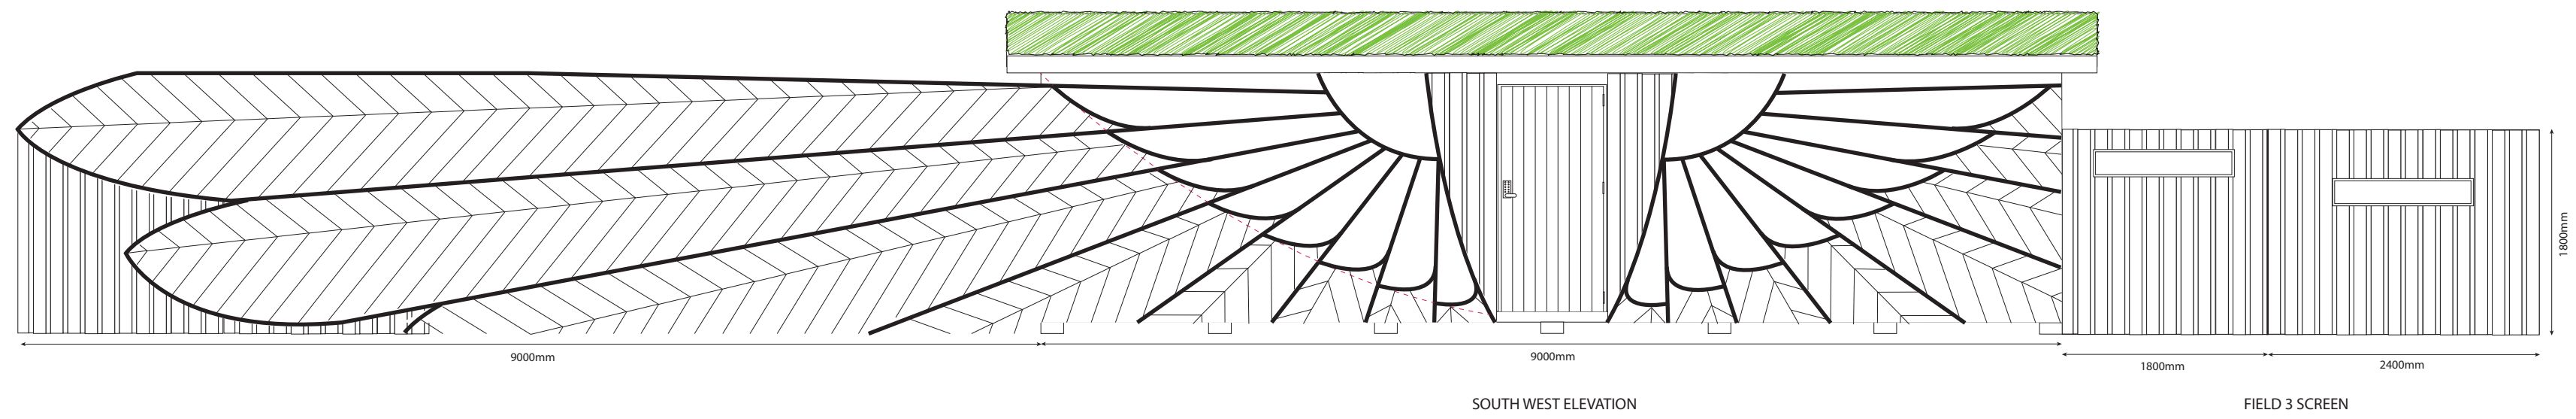 1800mm
9000mm
9000mm
1800mm
2400mm
SOUTH WEST ELEVATION
FIELD 3 SCREEN